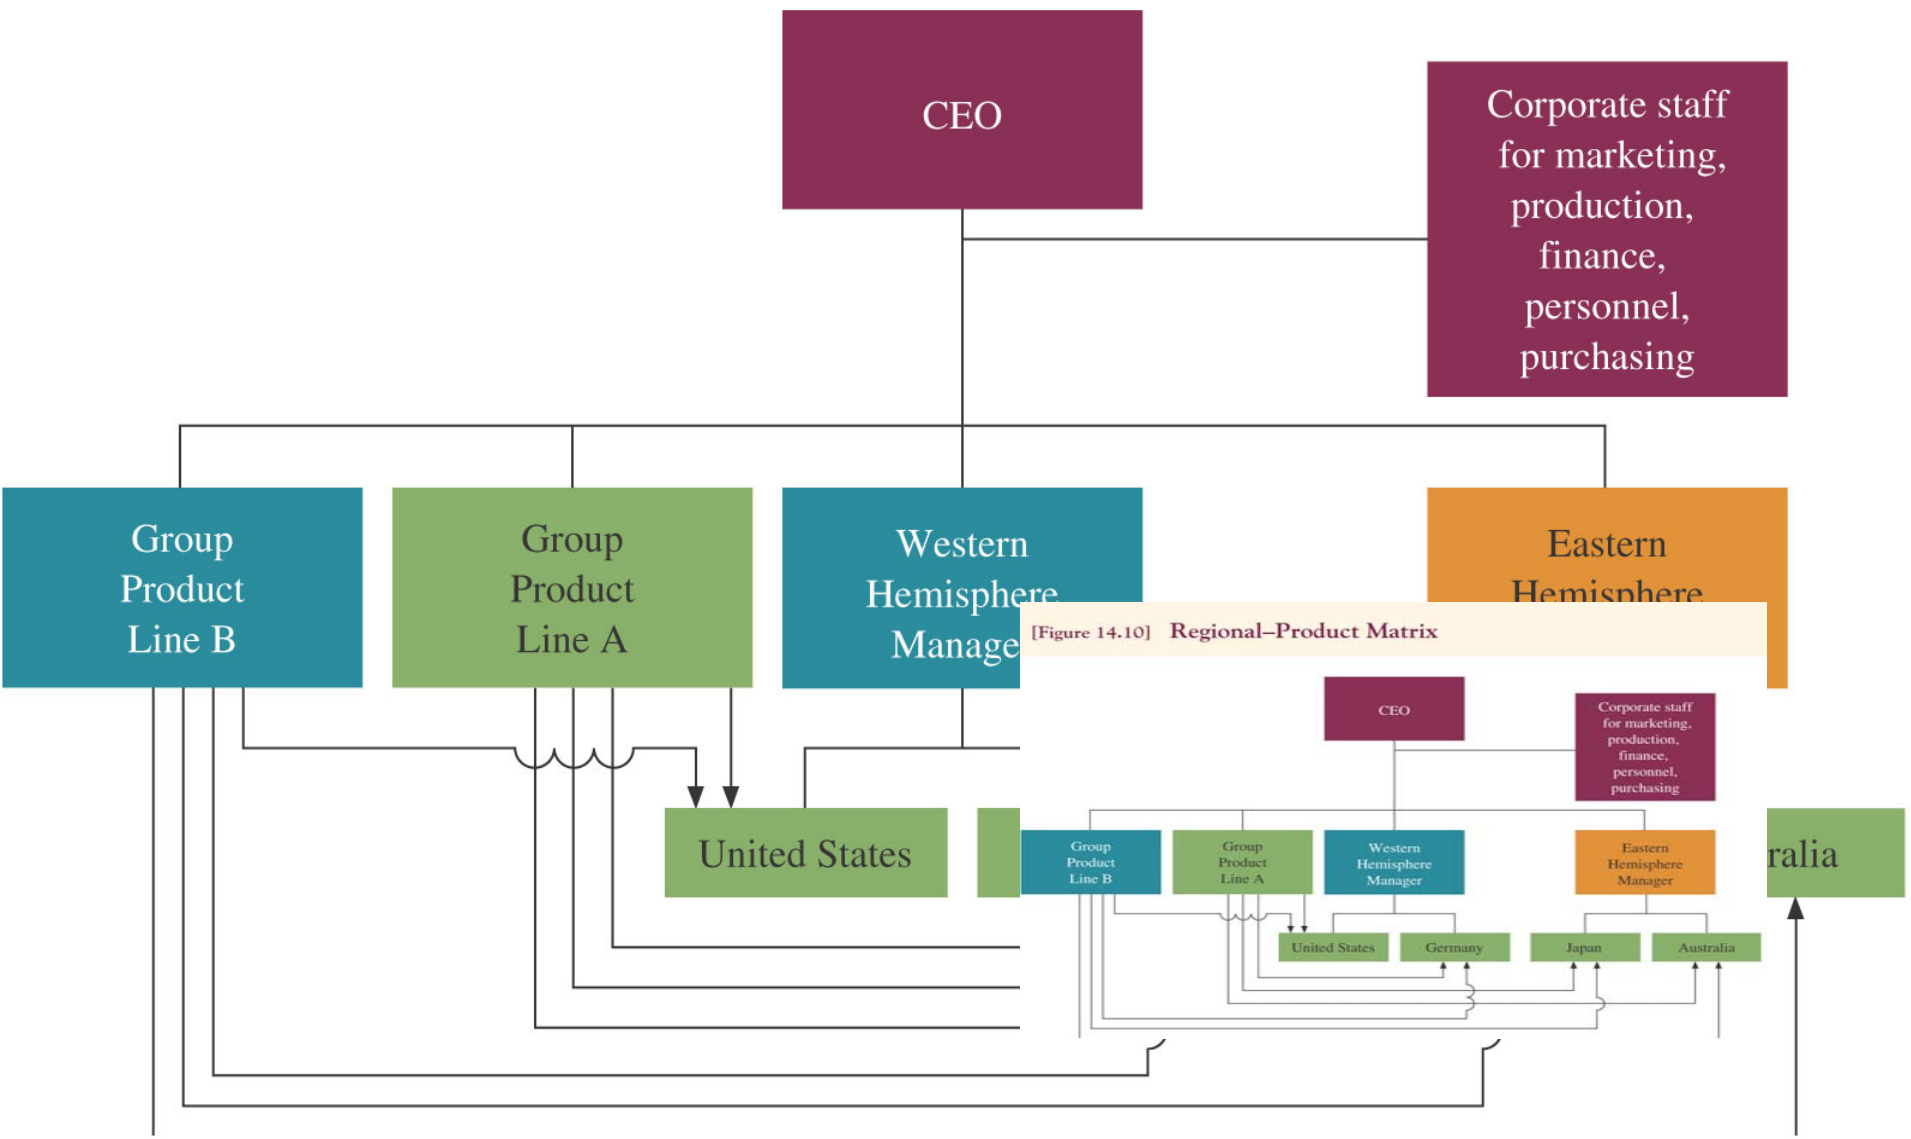 CEO
Corporate staff
for marketing,
production,
finance,
personnel,
purchasing
Group
Product
Line B
Group
Product
Line A
Western
Hemisphere
Manage
Eastern
Hemisphere
United States
ralia
[Figure 14.10] Regional–Product Matrix
CEO
Corporate staff
for marketing,
production,
finance,
personnel,
purchasing
Group
Product
Line B
Group
Product
Line A
Western
Hemisphere
Manager
Eastern
Hemisphere
Manager
United States
Germany
Japan
Australia